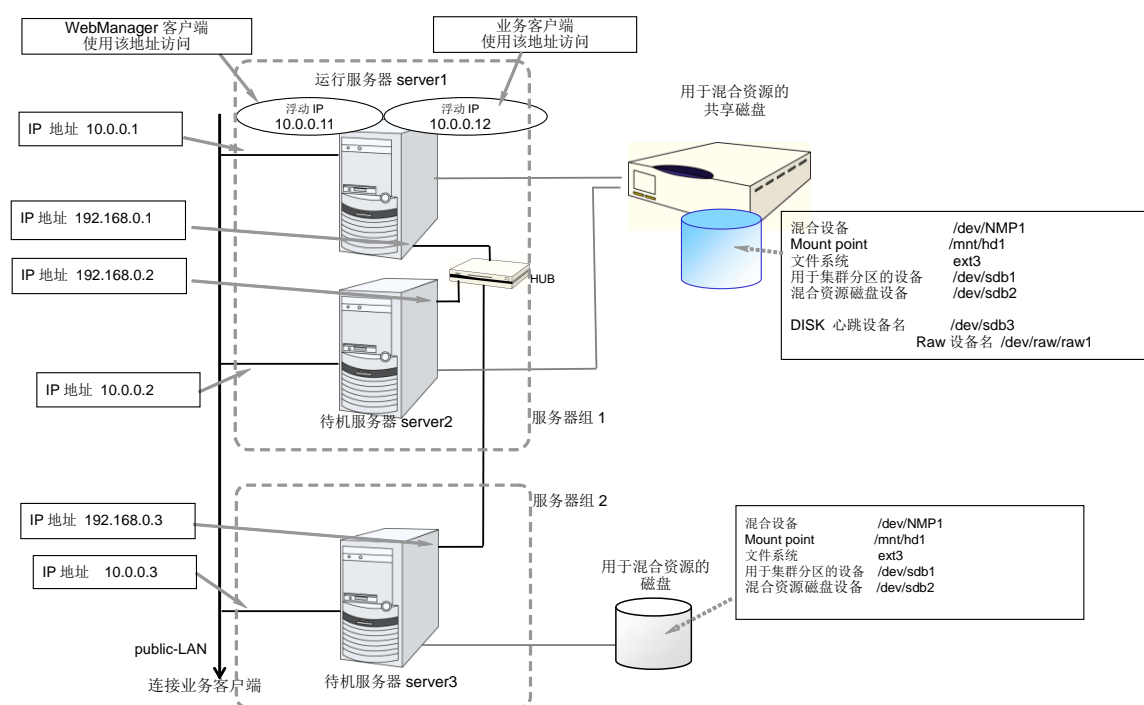 WebManager 客户端
使用该地址访问
业务客户端
使用该地址访问
运行服务器 server1
浮动 IP
10.0.0.11
浮动 IP
10.0.0.12
用于混合资源的
共享磁盘
IP 地址 10.0.0.1
IP 地址 192.168.0.1
IP 地址 192.168.0.2
HUB
混合设备 /dev/NMP1
Mount point /mnt/hd1
文件系统 ext3
用于集群分区的设备 /dev/sdb1
混合资源磁盘设备 /dev/sdb2
DISK 心跳设备名 /dev/sdb3
Raw 设备名 /dev/raw/raw1
IP 地址 10.0.0.2
待机服务器 server2
服务器组 1
服务器组 2
IP 地址 192.168.0.3
IP 地址 10.0.0.3
用于混合资源的
磁盘
混合设备 /dev/NMP1
Mount point /mnt/hd1
文件系统 ext3
用于集群分区的设备 /dev/sdb1
混合资源磁盘设备 /dev/sdb2
public-LAN
连接业务客户端
待机服务器 server3